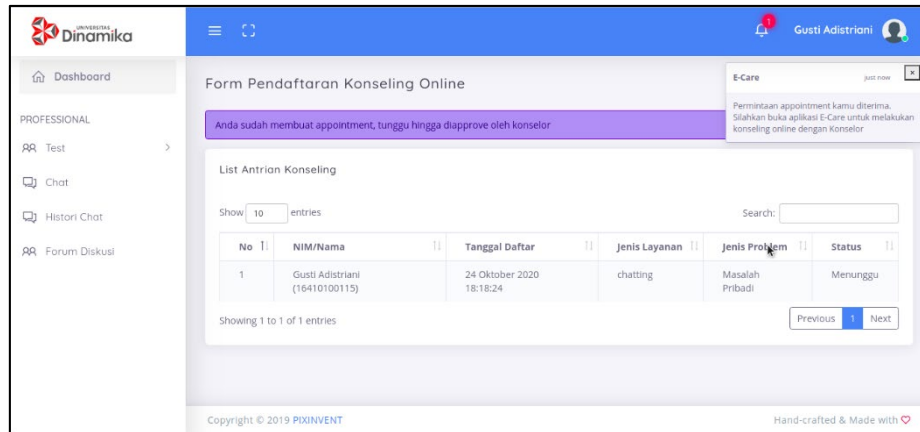 UNIVERSITAS
Dinamika
1
Gusti Adistriani
Dashboard
PROFESSIONAL
Test
Chat
Histori Chat
Forum Diskusi
Form Pendaftaran Konseling Online
E-Care
just now
x
Permintaan appointment kamu diterima.
Silahkan buka aplikasi E-Care untuk melakukan
konseling online dengan Konselor
Anda sudah membuat appointment, tunggu hingga diapprove oleh konselor
List Antrian Konseling
Show 10 entries
Search:
No NIM/Nama Tanggal Daftar Jenis Layanan Jenis Problem Status
1 Gusti Adistriani 24 Oktober 2020 chatting Masalah Menunggu
(16410100115) 18:18:24 Pribadi
Showing 1 to 1 of 1 entries
Previous 1 Next
Copyright © 2019 PIXINVENT
Hand-crafted & Made with